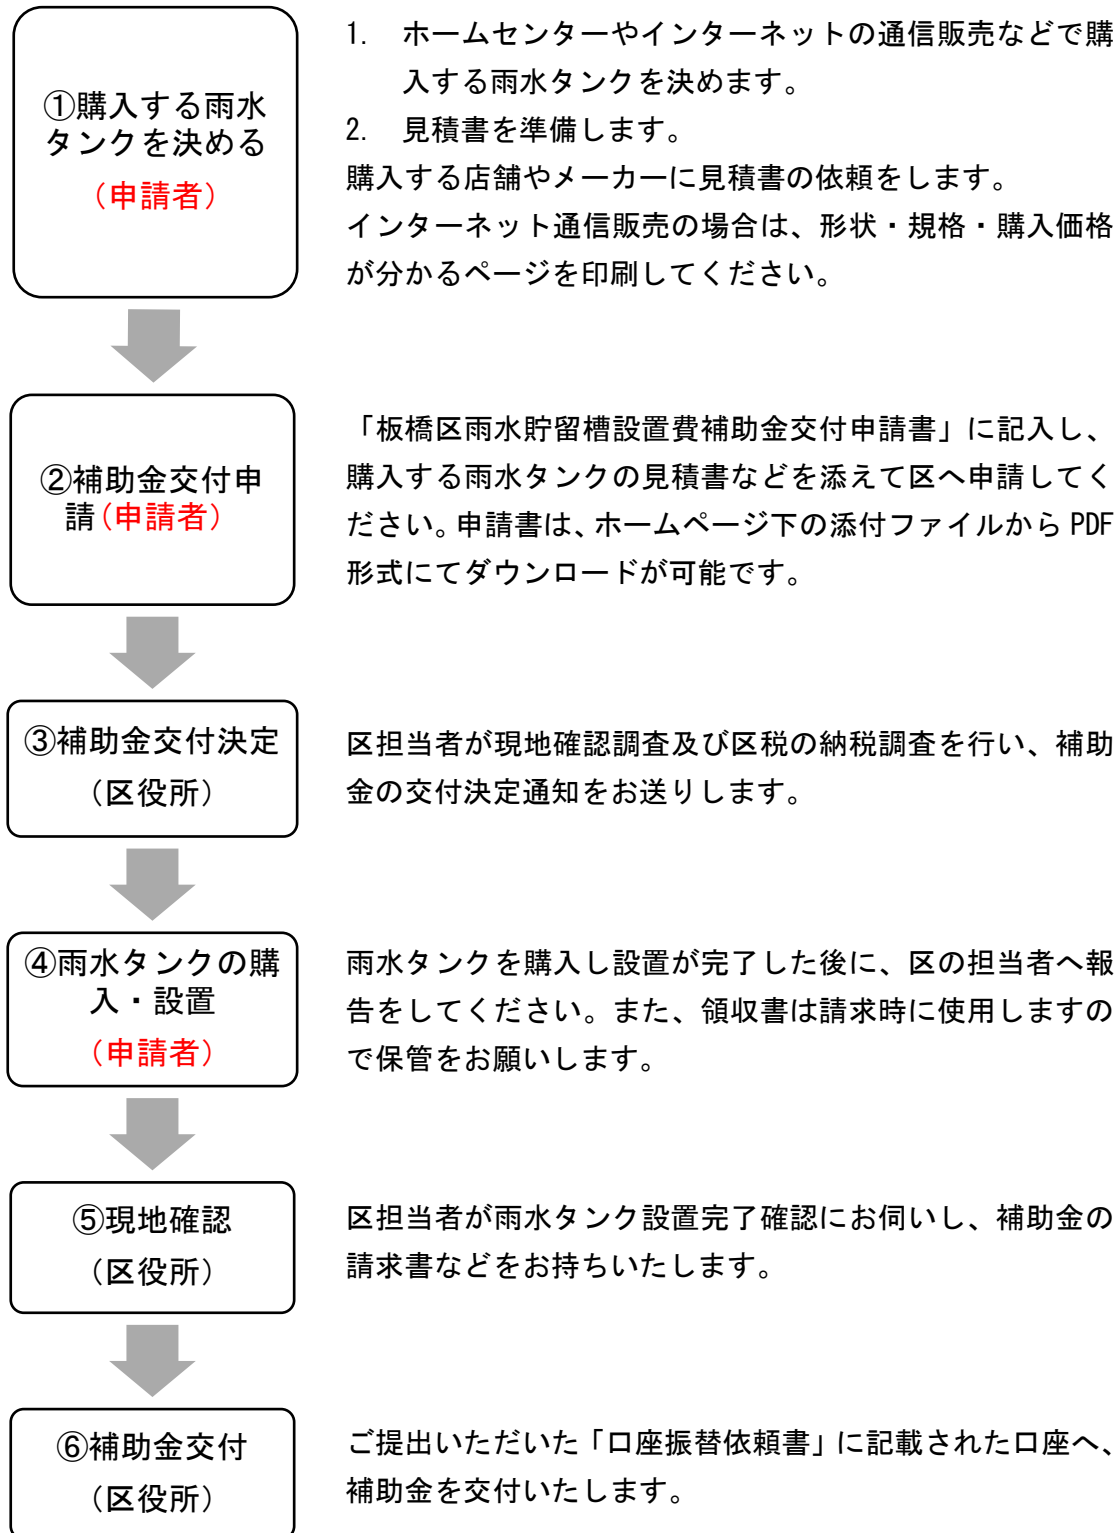 ①購入する雨水
タンクを決める
（申請者）
1. ホームセンターやインターネットの通信販売などで購
入する雨水タンクを決めます。
2. 見積書を準備します。
購入する店舗やメーカーに見積書の依頼をします。
インターネット通信販売の場合は、形状・規格・購入価格
が分かるページを印刷してください。
②補助金交付申
請（申請者）
「板橋区雨水貯留槽設置費補助金交付申請書」に記入し、
購入する雨水タンクの見積書などを添えて区へ申請してく
ださい。申請書は、ホームページ下の添付ファイルから PDF
形式にてダウンロードが可能です。
③補助金交付決定
（区役所）
区担当者が現地確認調査及び区税の納税調査を行い、補助
金の交付決定通知をお送りします。
④雨水タンクの購
入・設置
（申請者）
雨水タンクを購入し設置が完了した後に、区の担当者へ報
告をしてください。また、領収書は請求時に使用しますの
で保管をお願いします。
⑤現地確認
（区役所）
区担当者が雨水タンク設置完了確認にお伺いし、補助金の
請求書などをお持ちいたします。
⑥補助金交付
（区役所）
ご提出いただいた「口座振替依頼書」に記載された口座へ、
補助金を交付いたします。